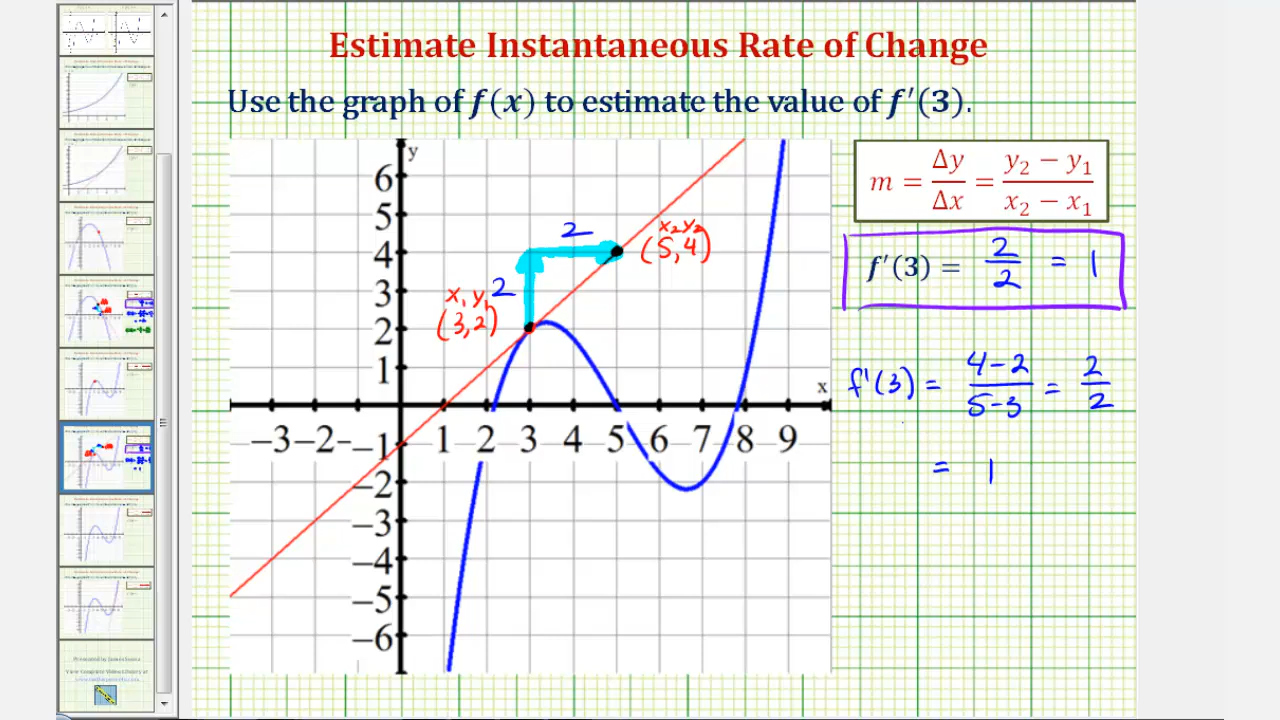 Estimate Instantaneous Rate of Change
Use the graph of f(x) to estimate the value of f′(3).
m = Δy/Δx = (y₂ − y₁)/(x₂ − x₁)
f′(3) = 2/2 = 1
f'(3) = (4-2)/(5-3) = 2/2
= 1
y
6
5
4
3
2
1
x
−3 −2 − −1 1 2 3 4 5 6 7 8 9
−2
−3
−4
−5
−6
2
x₂ y₂
(5,4)
2
x₁ y₁
(3,2)